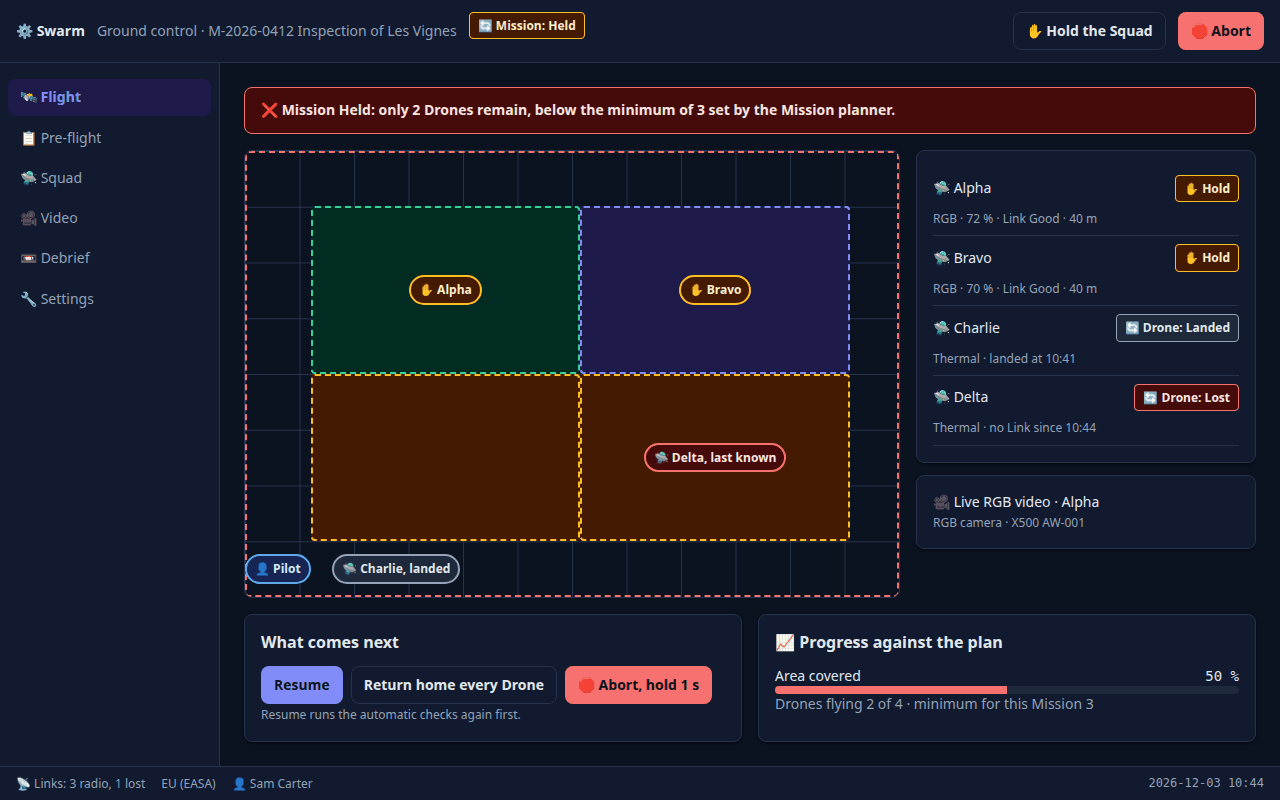 Swarm Ground control · M-2026-0412 Inspection of Les Vignes Mission: Held Hold the Squad Abort
Flight
Pre-flight
Squad
Video
Debrief
Settings
Mission Held: only 2 Drones remain, below the minimum of 3 set by the Mission planner.
Alpha
Bravo
Delta, last known
Pilot
Charlie, landed
Alpha Hold
RGB · 72 % · Link Good · 40 m
Bravo Hold
RGB · 70 % · Link Good · 40 m
Charlie Drone: Landed
Thermal · landed at 10:41
Delta Drone: Lost
Thermal · no Link since 10:44
Live RGB video · Alpha
RGB camera · X500 AW-001
What comes next
Resume Return home every Drone Abort, hold 1 s
Resume runs the automatic checks again first.
Progress against the plan
Area covered 50 %
Drones flying 2 of 4 · minimum for this Mission 3
Links: 3 radio, 1 lost EU (EASA) Sam Carter 2026-12-03 10:44